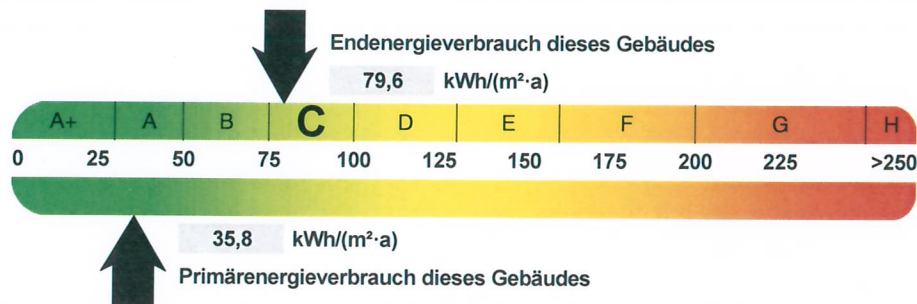 Endenergieverbrauch dieses Gebäudes
79,6 kWh/(m²·a)
A+ A B C D E F G H
0 25 50 75 100 125 150 175 200 225 >250
35,8 kWh/(m²·a)
Primärenergieverbrauch dieses Gebäudes